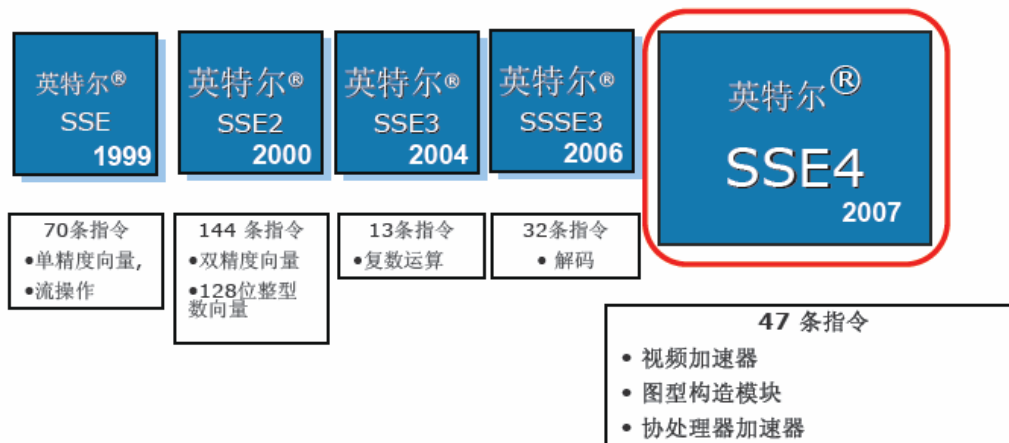 英特尔®
SSE
1999
英特尔®
SSE2
2000
英特尔®
SSE3
2004
英特尔®
SSSE3
2006
英特尔®
SSE4
2007
70条指令
•单精度向量,
•流操作
144 条指令
•双精度向量
•128位整型
数向量
13条指令
•复数运算
32条指令
• 解码
47 条指令
• 视频加速器
• 图型构造模块
• 协处理器加速器